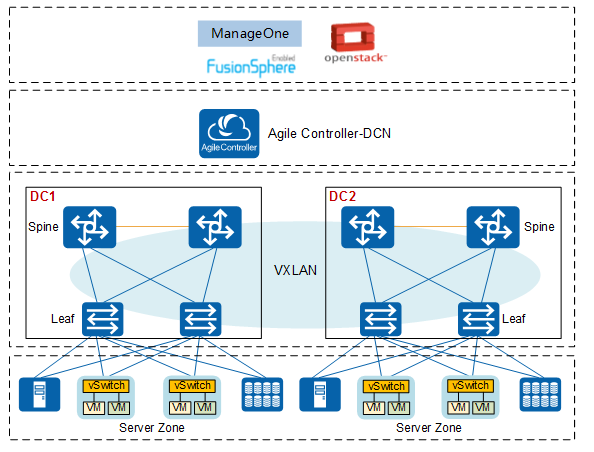 ManageOne
Enabled
FusionSphere
openstack™
AgileController
Agile Controller-DCN
DC1
DC2
Spine
Spine
VXLAN
Leaf
Leaf
vSwitch
vSwitch
vSwitch
vSwitch
VM VM
VM VM
VM VM
VM VM
Server Zone
Server Zone